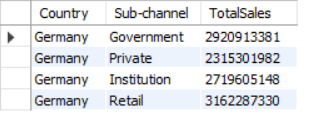 Country Sub-channel TotalSales
Germany Government 2920913381
Germany Private 2315301982
Germany Institution 2719605148
Germany Retail 3162287330